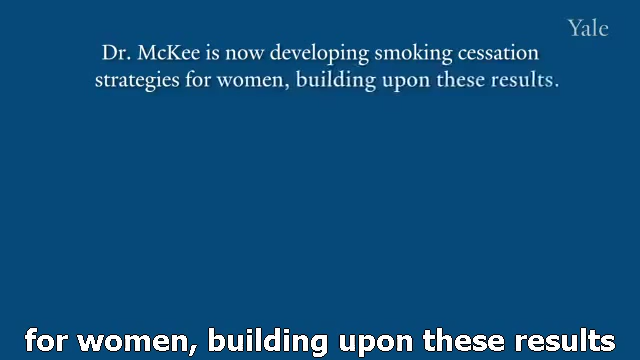 Yale
Dr. McKee is now developing smoking cessation
strategies for women, building upon these results.
for women, building upon these results